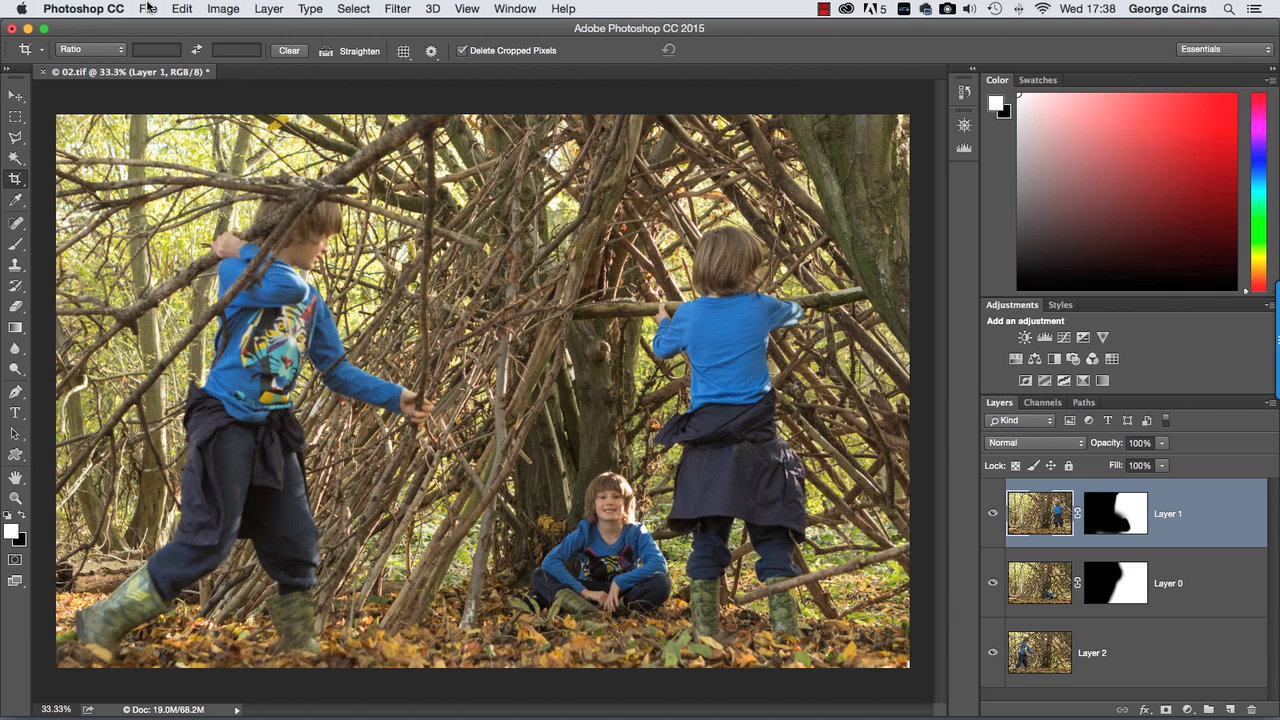 Photoshop CC File Edit Image Layer Type Select Filter 3D View Window Help 5 Wed 17:38 George Cairns
Adobe Photoshop CC 2015
Ratio Clear Straighten Delete Cropped Pixels Essentials
× © 02.tif @ 33.3% (Layer 1, RGB/8) *
Color Swatches
Adjustments Styles
Add an adjustment
Layers Channels Paths
Kind
Normal Opacity: 100%
Lock: Fill: 100%
Layer 1
Layer 0
Layer 2
33.33% © Doc: 19.0M/68.2M